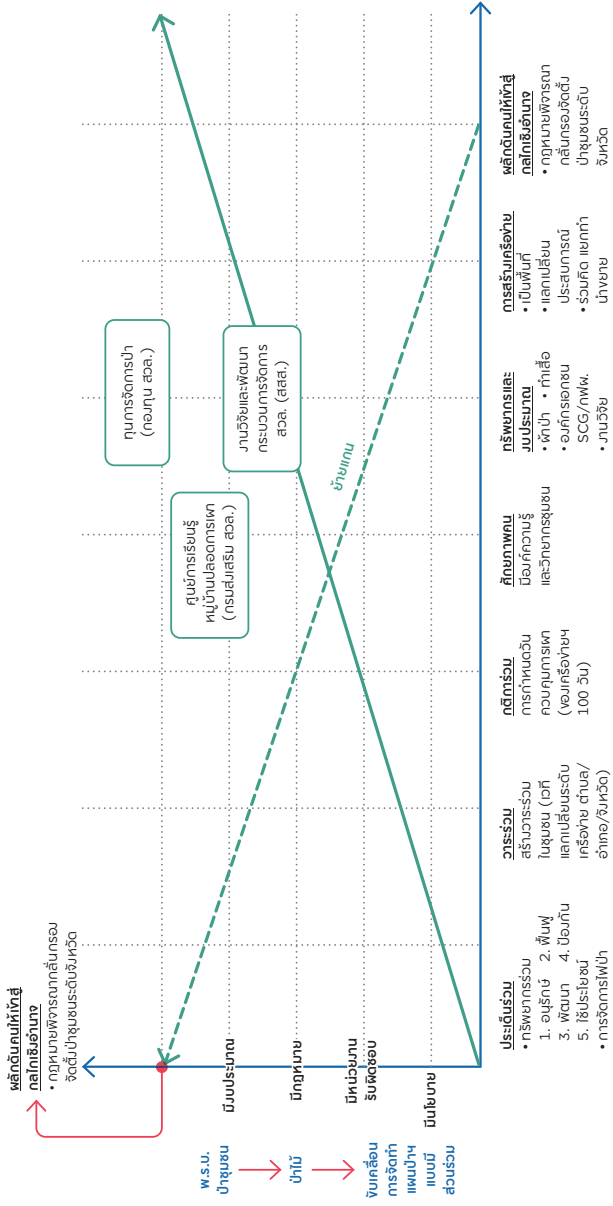 ผลักดันคนให้เข้าสู่
กลไกเชิงอำนาจ
• กฎหมายพิจารณากลั่นกรอง
จัดตั้งป่าชุมชนระดับจังหวัด
พ.ร.บ.
ป่าชุมชน
ป่าไม้
ขับเคลื่อน
การจัดทำ
แผนป่าฯ
แบบมี
ส่วนร่วม
มีงบประมาณ
มีกฎหมาย
มีหน่วยงาน
รับผิดชอบ
มีนโยบาย
ศูนย์การเรียนรู้
หมู่บ้านปลอดการเผา
(กรมส่งเสริม สวล.)
ทุนการจัดการป่า
(กองทุน สวล.)
งานวิจัยและพัฒนา
กระบวนการจัดการ
สวล. (สสส.)
ย้ายแกน
ประเด็นร่วม
• ทรัพยากรร่วม
1. อนุรักษ์ 2. ฟื้นฟู
3. พัฒนา 4. ป้องกัน
5. ใช้ประโยชน์
• การจัดการไฟป่า
วาระร่วม
สร้างวาระร่วม
ในชุมชน (เวที
แลกเปลี่ยนระดับ
เครือข่าย ตำบล/
อำเภอ/จังหวัด)
กติการ่วม
การกำหนดวัน
ควบคุมการเผา
(ของเครือข่ายฯ
100 วัน)
ศักยภาพคน
มีองค์ความรู้
และวิทยากรชุมชน
ทรัพยากรและ
งบประมาณ
• ผ้าป่า • ทำเสื้อ
• องค์กรเอกชน
SCG/กฟผ.
• งานวิจัย
การสร้างเครือข่าย
• เป็นพื้นที่
• แลกเปลี่ยน
ประสบการณ์
• ร่วมคิด แยกทำ
นำขยาย
ผลักดันคนให้เข้าสู่
กลไกเชิงอำนาจ
• กฎหมายพิจารณา
กลั่นกรองจัดตั้ง
ป่าชุมชนระดับ
จังหวัด